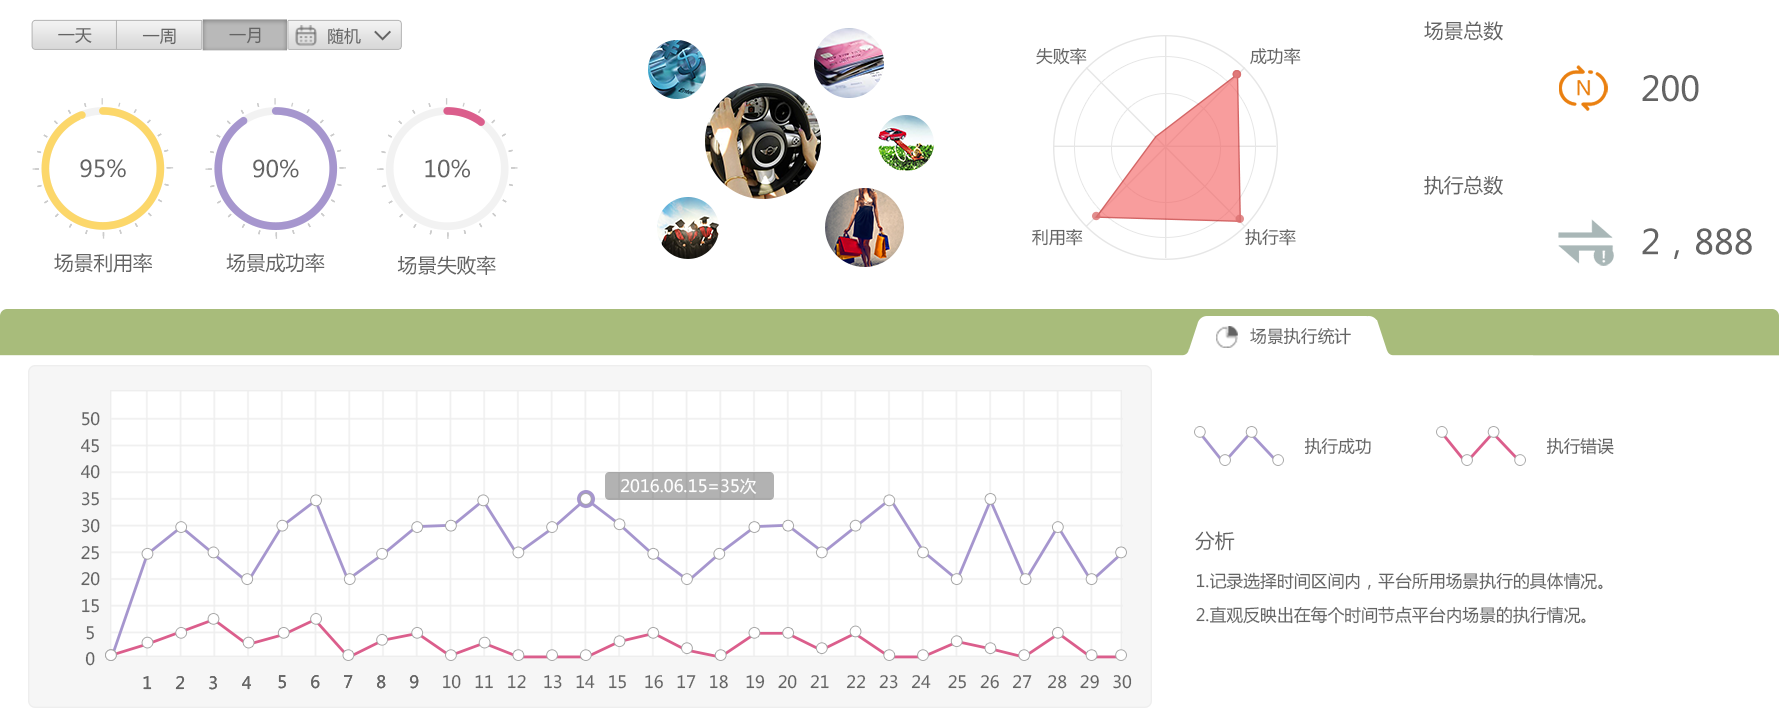 一天 一周 一月 随机
95% 90% 10%
场景利用率 场景成功率 场景失败率
失败率 成功率
利用率 执行率
场景总数
N 200
执行总数
2,888
场景执行统计
50
45
40
35
30
25
20
15
5
0
2016.06.15=35次
1 2 3 4 5 6 7 8 9 10 11 12 13 14 15 16 17 18 19 20 21 22 23 24 25 26 27 28 29 30
执行成功 执行错误
分析
1.记录选择时间区间内，平台所用场景执行的具体情况。
2.直观反映出在每个时间节点平台内场景的执行情况。